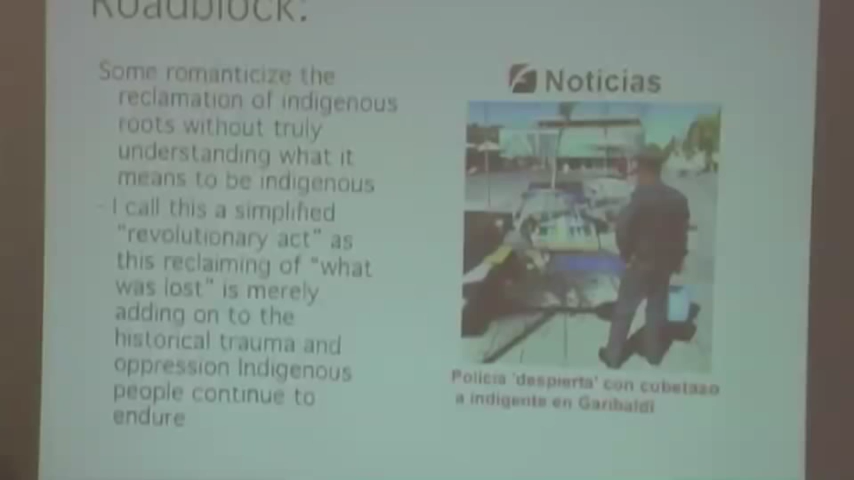 Roadblock:
Some romanticize the
reclamation of indigenous
roots without truly
understanding what it
means to be indigenous
- I call this a simplified
"revolutionary act" as
this reclaiming of "what
was lost" is merely
adding on to the
historical trauma and
oppression Indigenous
people continue to
endure
Noticias
Policía 'despierta' con cubetazo
a indigente en Garibaldi